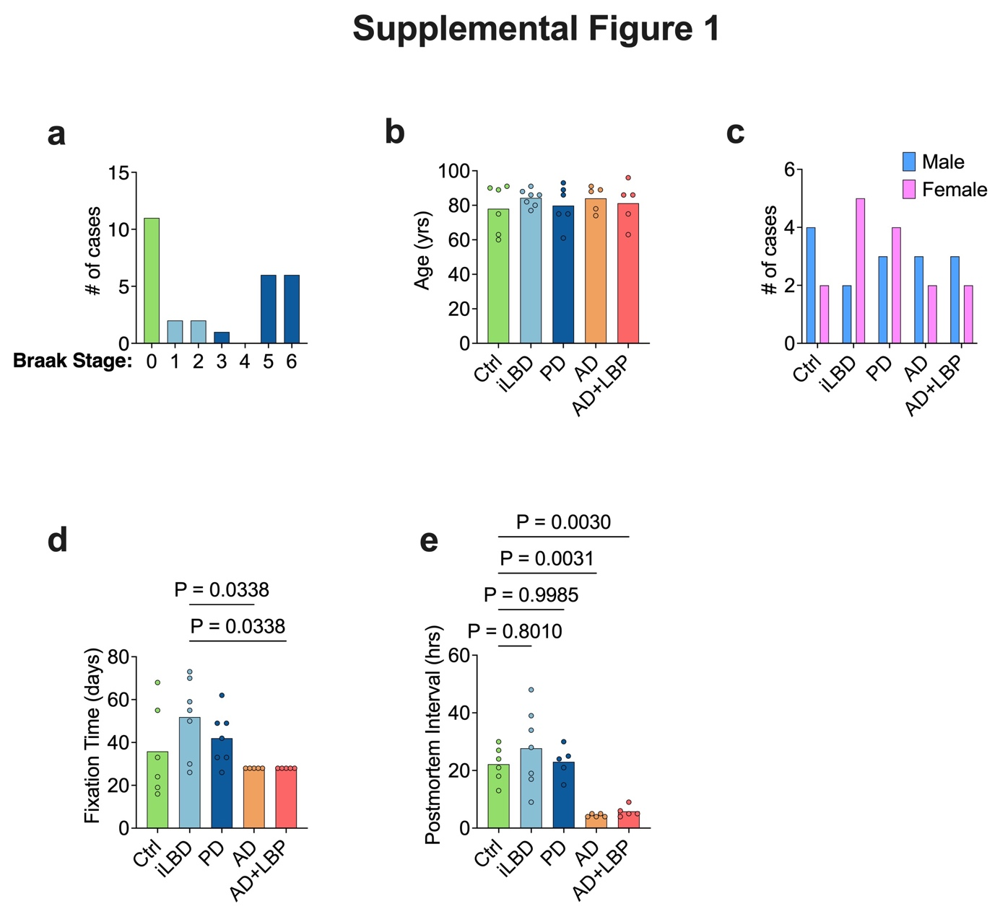 Supplemental Figure 1
a
# of cases
15
10
5
0
Braak Stage: 0 1 2 3 4 5 6
b
Age (yrs)
100
80
60
40
20
0
Ctrl
iLBD
PD
AD
AD+LBP
c
Male
Female
# of cases
6
4
2
0
Ctrl
iLBD
PD
AD
AD+LBP
d
P = 0.0338
P = 0.0338
Fixation Time (days)
80
60
40
20
0
Ctrl
iLBD
PD
AD
AD+LBP
e
P = 0.0030
P = 0.0031
P = 0.9985
P = 0.8010
Postmortem Interval (hrs)
60
40
20
0
Ctrl
iLBD
PD
AD
AD+LBP